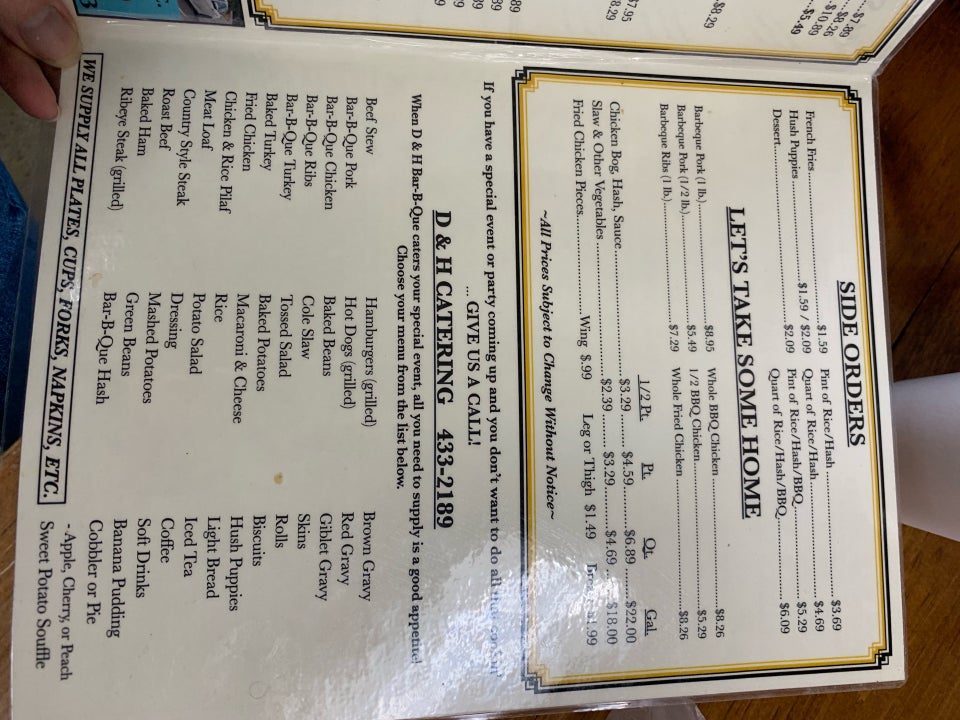 SIDE ORDERS
French Fries..........$1.59 Pint of Rice/Hash..........$3.69
Hush Puppies..........$1.59 / $2.09 Quart of Rice/Hash..........$4.69
Dessert..........$2.09 Pint of Rice/Hash/BBQ..........$5.29
Quart of Rice/Hash/BBQ..........$6.09
LET'S TAKE SOME HOME
Barbeque Pork (1 lb.)..........$8.95 Whole BBQ Chicken..........$8.26
Barbeque Pork (1/2 lb.)..........$5.49 1/2 BBQ Chicken..........$5.29
Barbeque Ribs (1 lb.)..........$7.29 Whole Fried Chicken..........$8.26
1/2 Pt. Pt. Qt. Gal.
Chicken Bog, Hash, Sauce..........$3.29..........$4.59..........$6.89..........$22.00
Slaw & Other Vegetables..........$2.39..........$3.29..........$4.69..........$18.00
Fried Chicken Pieces..........Wing $.99 Leg or Thigh $1.49
~All Prices Subject to Change Without Notice~
If you have a special event or party coming up and you don't want to do all
... GIVE US A CALL!
D & H CATERING 433-2189
When D & H Bar-B-Que caters your special event, all you need to supply is a good appetite!
Choose your menu from the list below.
Beef Stew
Bar-B-Que Pork
Bar-B-Que Chicken
Bar-B-Que Ribs
Bar-B-Que Turkey
Baked Turkey
Fried Chicken
Chicken & Rice Pilaf
Meat Loaf
Country Style Steak
Roast Beef
Baked Ham
Ribeye Steak (grilled)
Hamburgers (grilled)
Hot Dogs (grilled)
Baked Beans
Cole Slaw
Tossed Salad
Baked Potatoes
Macaroni & Cheese
Rice
Potato Salad
Dressing
Mashed Potatoes
Green Beans
Bar-B-Que Hash
Brown Gravy
Red Gravy
Giblet Gravy
Skins
Rolls
Biscuits
Hush Puppies
Light Bread
Iced Tea
Coffee
Soft Drinks
Banana Pudding
Cobbler or Pie
-Apple, Cherry, or Peach
Sweet Potato Souffle
WE SUPPLY ALL PLATES, CUPS, FORKS, NAPKINS, ETC.